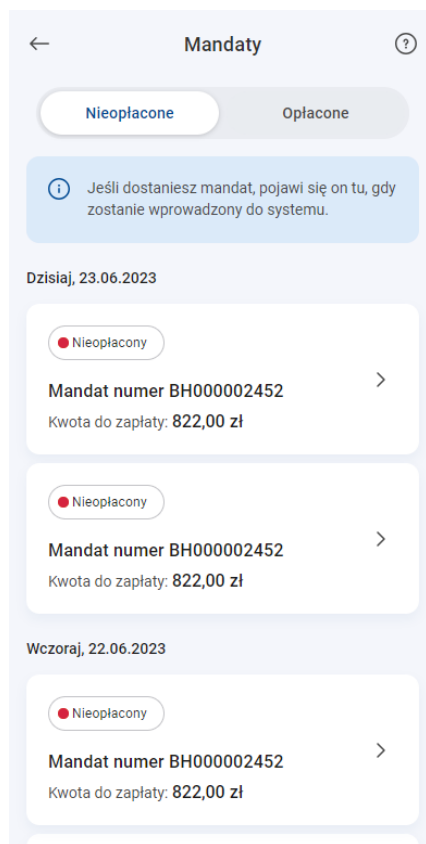 Mandaty
Nieopłacone
Opłacone
Jeśli dostaniesz mandat, pojawi się on tu, gdy
zostanie wprowadzony do systemu.
Dzisiaj, 23.06.2023
Nieopłacony
Mandat numer BH000002452
Kwota do zapłaty: 822,00 zł
Nieopłacony
Mandat numer BH000002452
Kwota do zapłaty: 822,00 zł
Wczoraj, 22.06.2023
Nieopłacony
Mandat numer BH000002452
Kwota do zapłaty: 822,00 zł